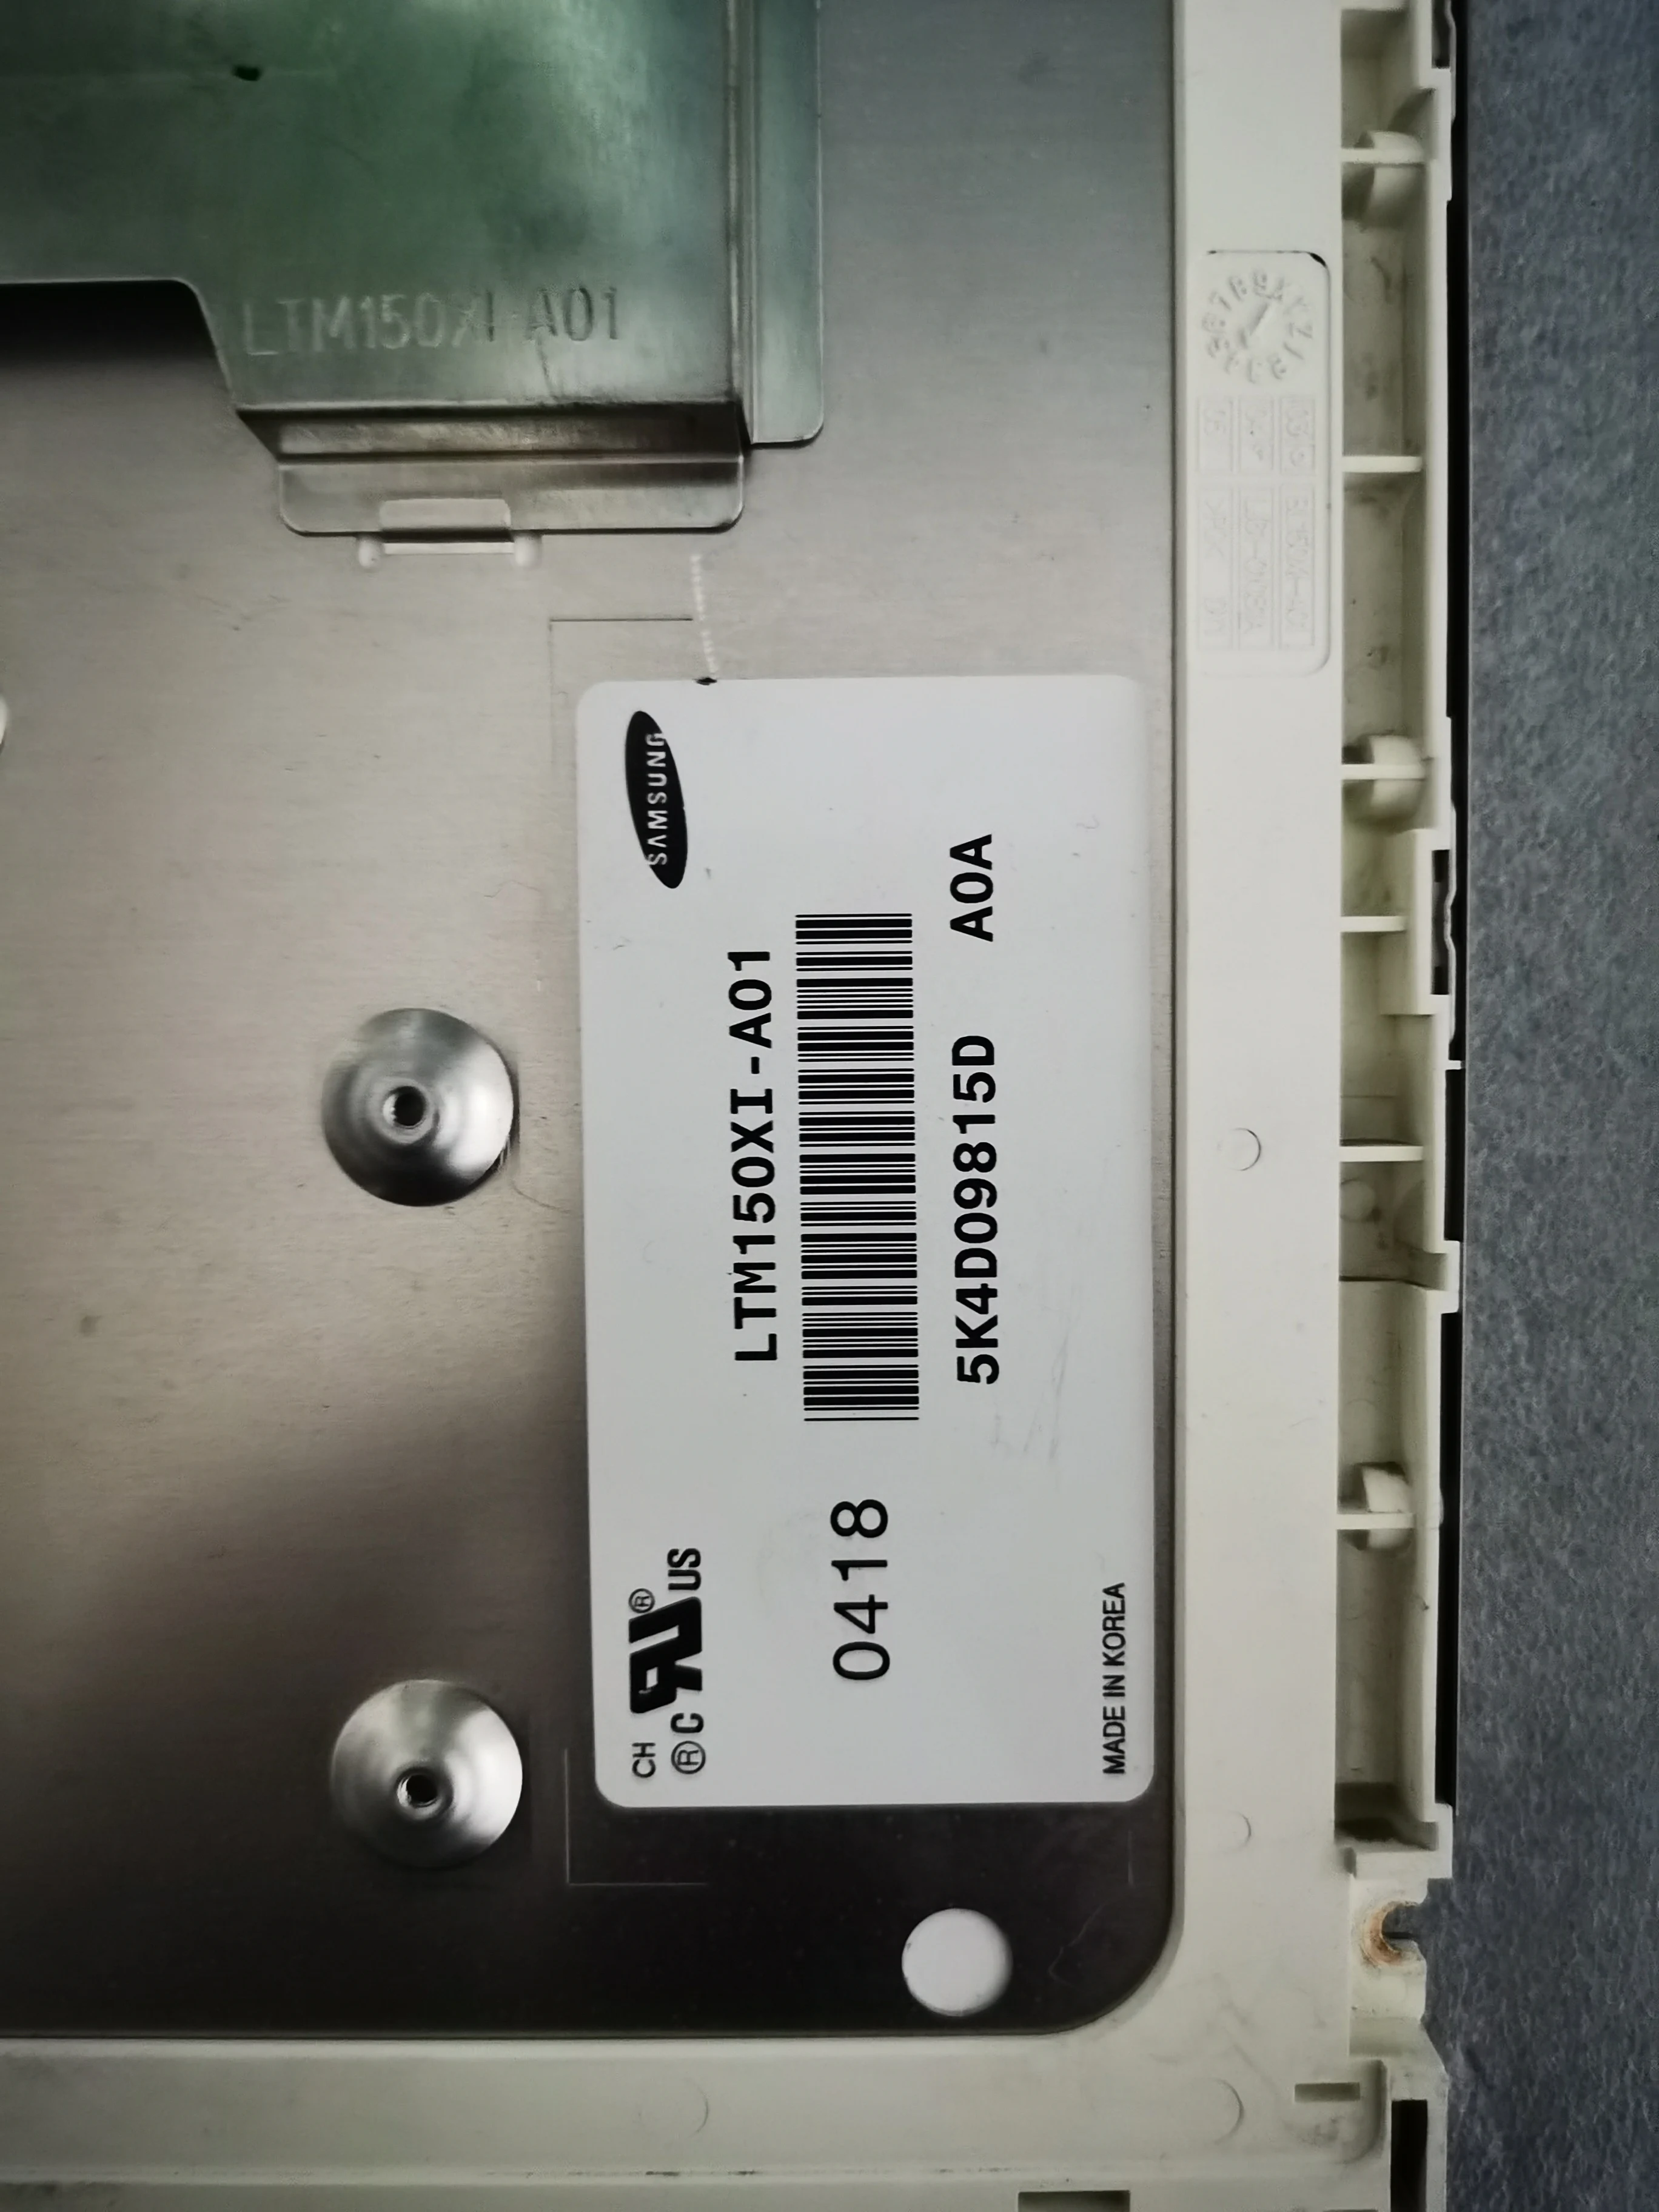 LTM150XI-A01
SAMSUNG
LTM150XI-A01
5K4D09815D A0A
0418
CH
®C ® US
MADE IN KOREA